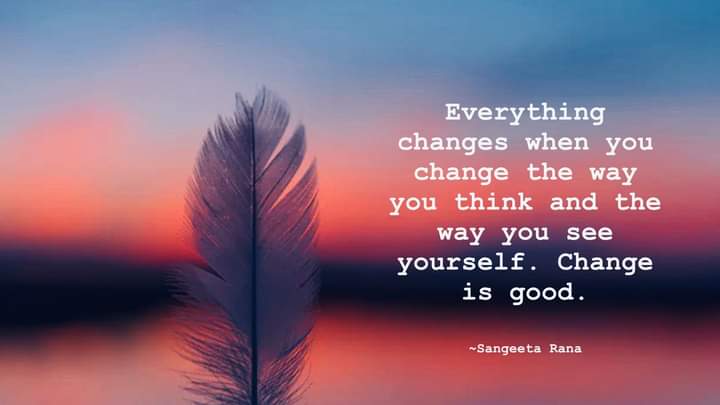 Everything
changes when you
change the way
you think and the
way you see
yourself. Change
is good.
~Sangeeta Rana